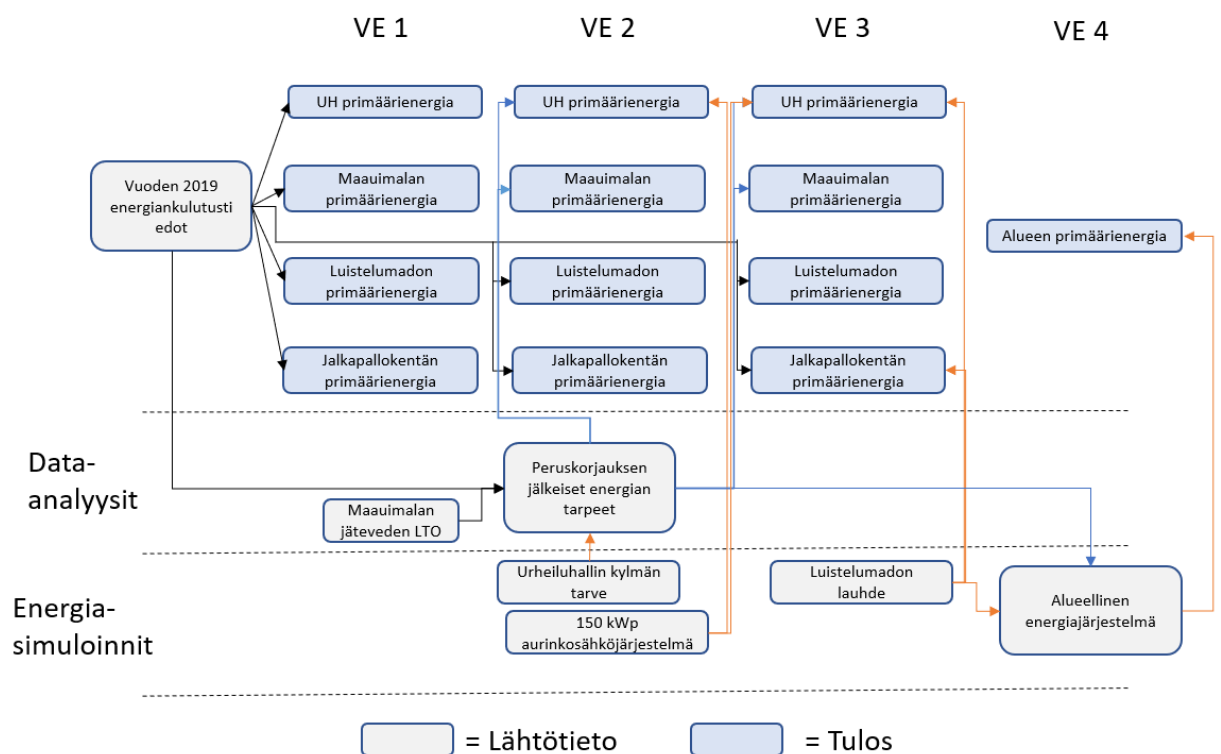 VE 1
VE 2
VE 3
VE 4
UH primäärienergia
UH primäärienergia
UH primäärienergia
Vuoden 2019
energiankulutusti
edot
Maauimalan
primäärienergia
Maauimalan
primäärienergia
Maauimalan
primäärienergia
Alueen primäärienergia
Luistelumadon
primäärienergia
Luistelumadon
primäärienergia
Luistelumadon
primäärienergia
Jalkapallokentän
primäärienergia
Jalkapallokentän
primäärienergia
Jalkapallokentän
primäärienergia
Data-
analyysit
Peruskorjauksen
jälkeiset energian
tarpeet
Maauimalan
jäteveden LTO
Energia-
simuloinnit
Urheiluhallin kylmän
tarve
150 kWp
aurinkosähköjärjestelmä
Luistelumadon
lauhde
Alueellinen
energiajärjestelmä
= Lähtötieto
= Tulos